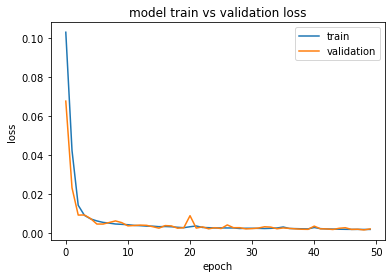 model train vs validation loss
train
validation
0.10
0.08
0.06
0.04
0.02
0.00
loss
0 10 20 30 40 50
epoch